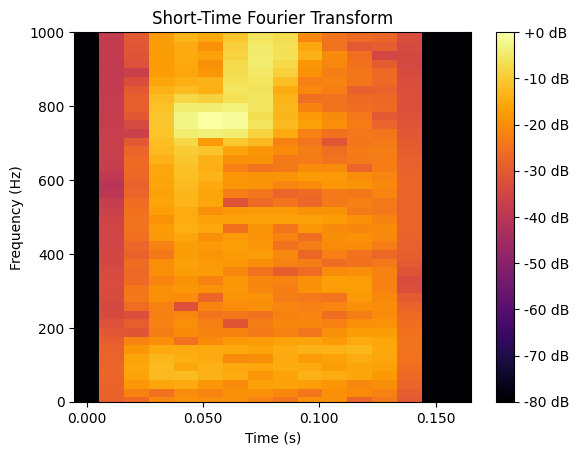 Short-Time Fourier Transform
1000
800
600
400
200
0
Frequency (Hz)
0.000
0.050
0.100
0.150
Time (s)
+0 dB
-10 dB
-20 dB
-30 dB
-40 dB
-50 dB
-60 dB
-70 dB
-80 dB